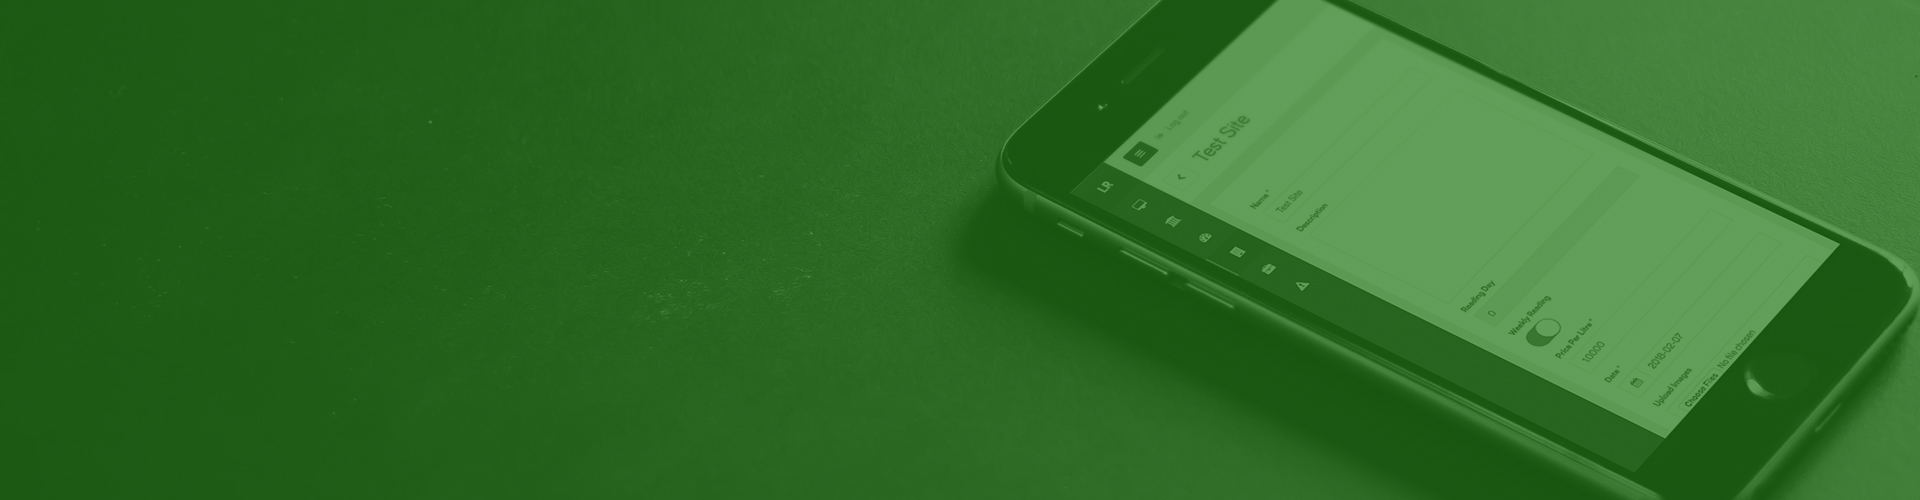 Log out
LR
Test Site
Name*
Test Site
Description
Reading Day
0
Weekly Reading
Price Per Litre*
10000
Date*
2018-02-07
Upload Images
Choose Files No file chosen